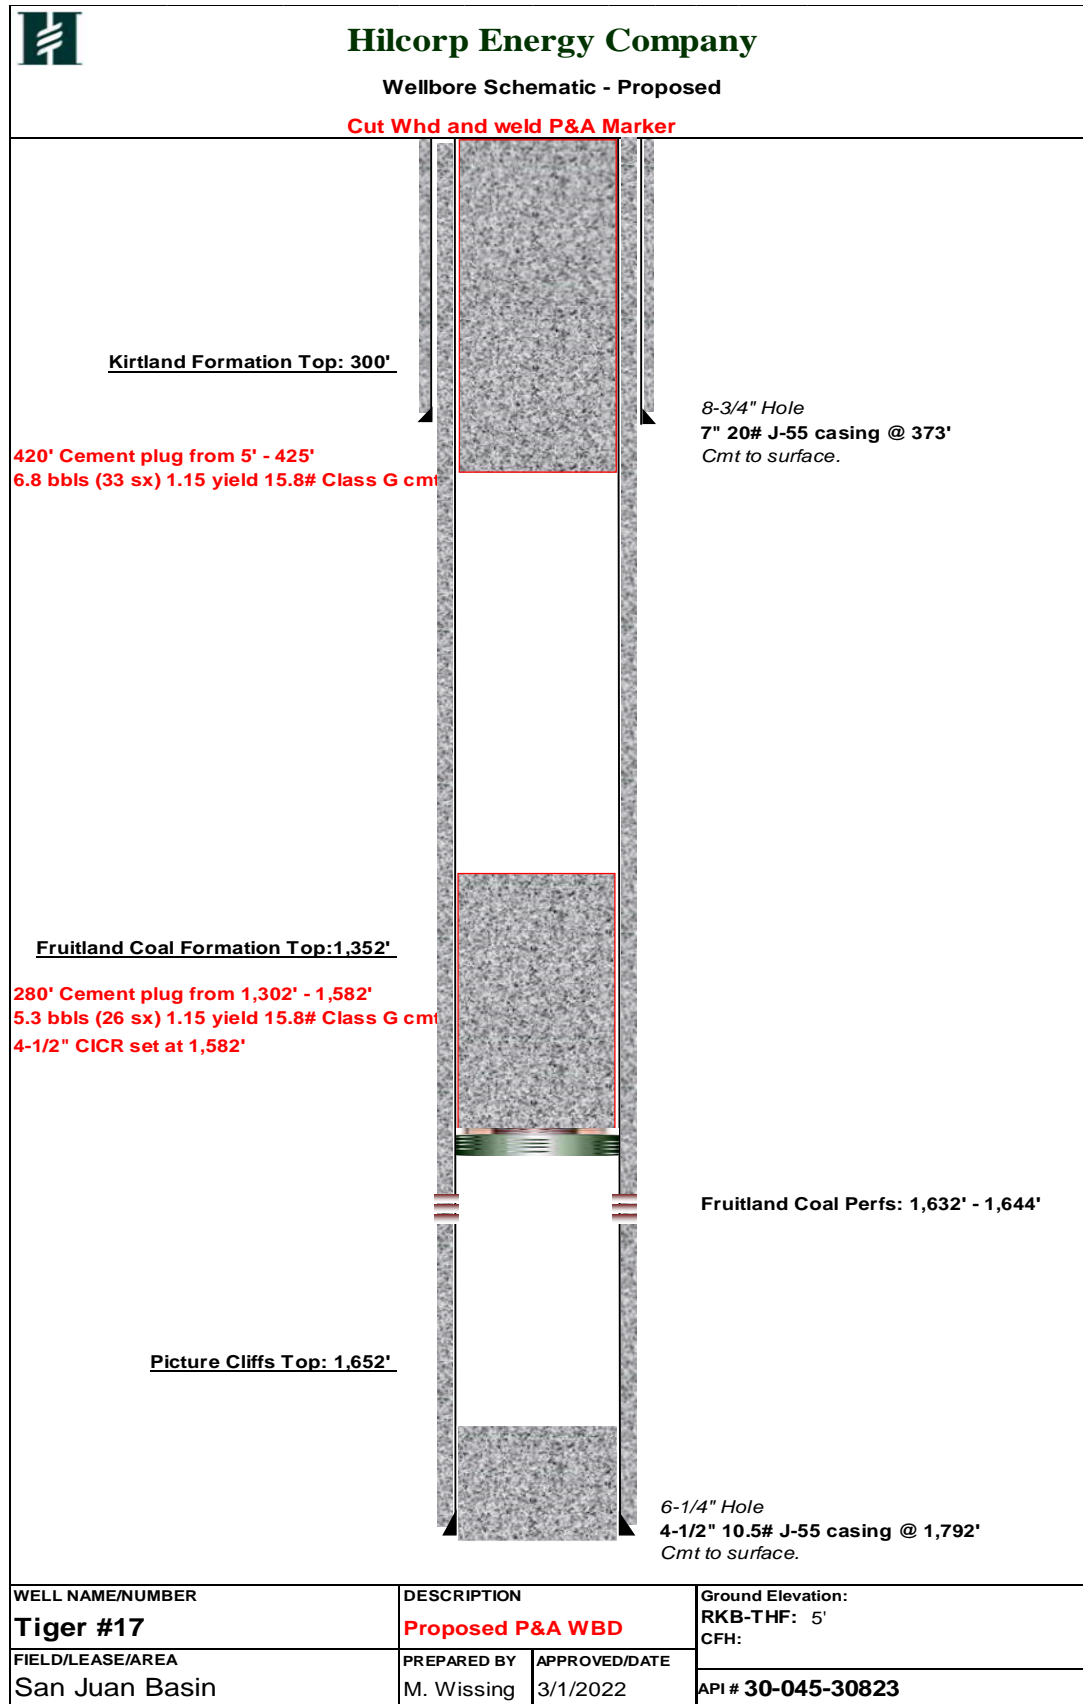 Hilcorp Energy Company
Wellbore Schematic - Proposed
Cut Whd and weld P&A Marker
Kirtland Formation Top: 300'
8-3/4" Hole
7" 20# J-55 casing @ 373'
Cmt to surface.
420' Cement plug from 5' - 425'
6.8 bbls (33 sx) 1.15 yield 15.8# Class G cmt
Fruitland Coal Formation Top:1,352'
280' Cement plug from 1,302' - 1,582'
5.3 bbls (26 sx) 1.15 yield 15.8# Class G cmt
4-1/2" CICR set at 1,582'
Fruitland Coal Perfs: 1,632' - 1,644'
Picture Cliffs Top: 1,652'
6-1/4" Hole
4-1/2" 10.5# J-55 casing @ 1,792'
Cmt to surface.
WELL NAME/NUMBER
Tiger #17
DESCRIPTION
Proposed P&A WBD
Ground Elevation:
RKB-THF: 5'
CFH:
FIELD/LEASE/AREA
San Juan Basin
PREPARED BY
M. Wissing
APPROVED/DATE
3/1/2022
API # 30-045-30823